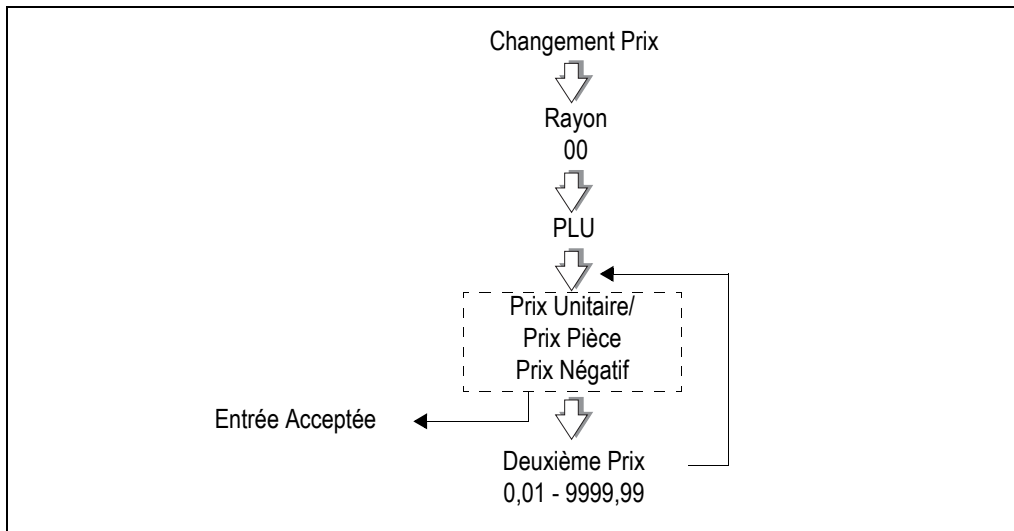 Changement Prix
Rayon
00
PLU
Prix Unitaire/
Prix Pièce
Prix Négatif
Entrée Acceptée
Deuxième Prix
0,01 - 9999,99